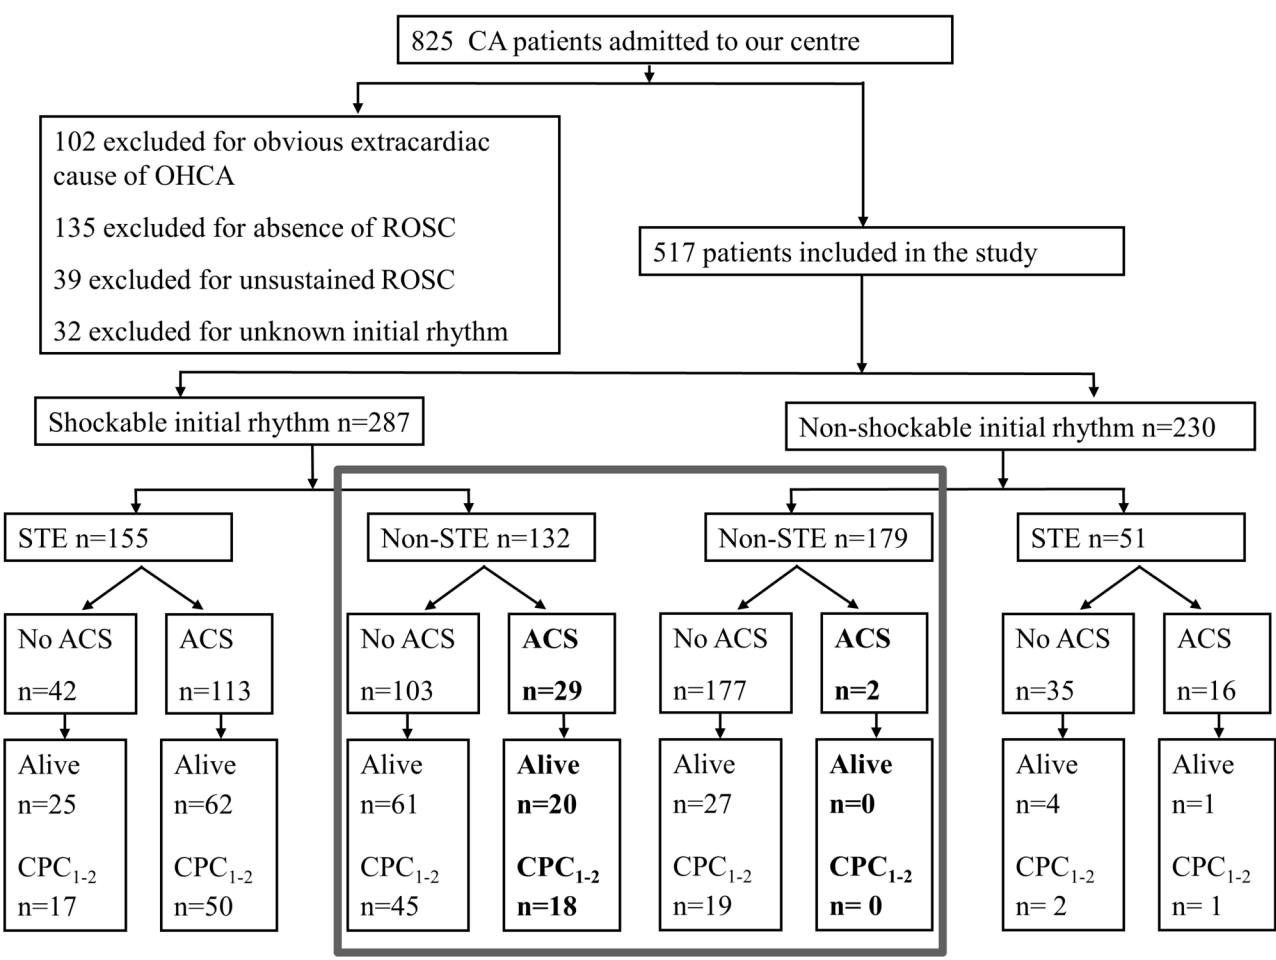 825 CA patients admitted to our centre
102 excluded for obvious extracardiac
cause of OHCA
135 excluded for absence of ROSC
39 excluded for unsustained ROSC
32 excluded for unknown initial rhythm
517 patients included in the study
Shockable initial rhythm n=287
Non-shockable initial rhythm n=230
STE n=155
Non-STE n=132
Non-STE n=179
STE n=51
No ACS
n=42
ACS
n=113
No ACS
n=103
ACS
n=29
No ACS
n=177
ACS
n=2
No ACS
n=35
ACS
n=16
Alive
n=25
CPC1-2
n=17
Alive
n=62
CPC1-2
n=50
Alive
n=61
CPC1-2
n=45
Alive
n=20
CPC1-2
n=18
Alive
n=27
CPC1-2
n=19
Alive
n=0
CPC1-2
n= 0
Alive
n=4
CPC1-2
n= 2
Alive
n=1
CPC1-2
n= 1